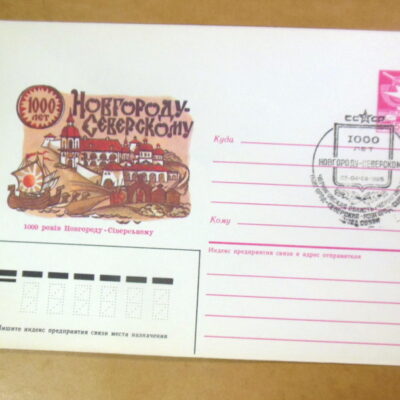 1000
ЛЕТ
НОВГОРОДУ-
СЕВЕРСКОМУ
1000 років Новгороду-Сіверському
Куда
Кому
Индекс предприятия связи и адрес отправителя
Пишите индекс предприятия связи места назначения
СССР
1000
ЛЕТ
НОВГОРОДУ-СЕВЕРСКОМУ